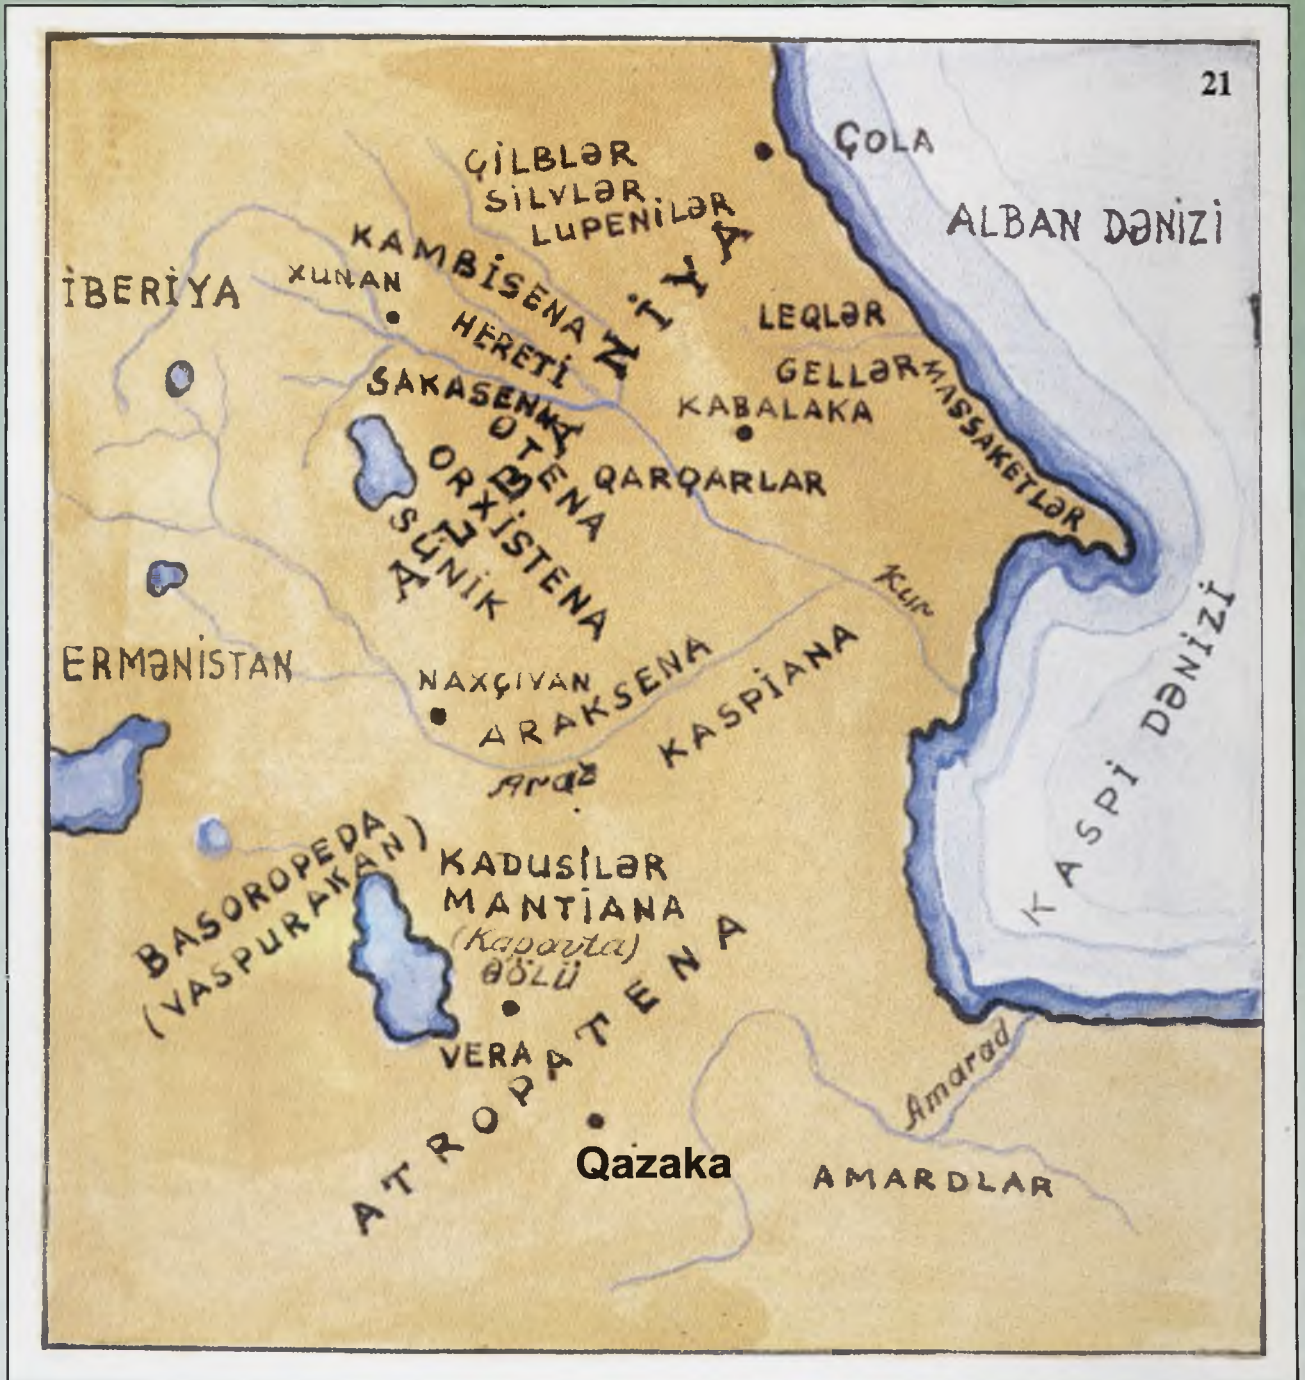 21
ÇOLA
ALBAN DƏNİZİ
ÇİLBLƏR
SİLVLƏR
LUPENİLƏR
KAMBİSENA
XUNAN
İBERİYA
HERETİ
LEQLƏR
GELLƏR
MASSAKETLƏR
SAKASENA
KABALAKA
OTENA
ALBANİYA
ORXİSTENA
QARQARLAR
SÜNİK
Kur
ERMƏNİSTAN
NAXÇIVAN
ARAKSENA
KASPİANA
Araz
KASPİ DƏNİZİ
BASOROPEDA
(VASPURAKAN)
KADUSİLƏR
MANTİANA
(Kapavta)
GÖLÜ
VERA
ATROPATENA
Qazaka
Amarad
AMARDLAR